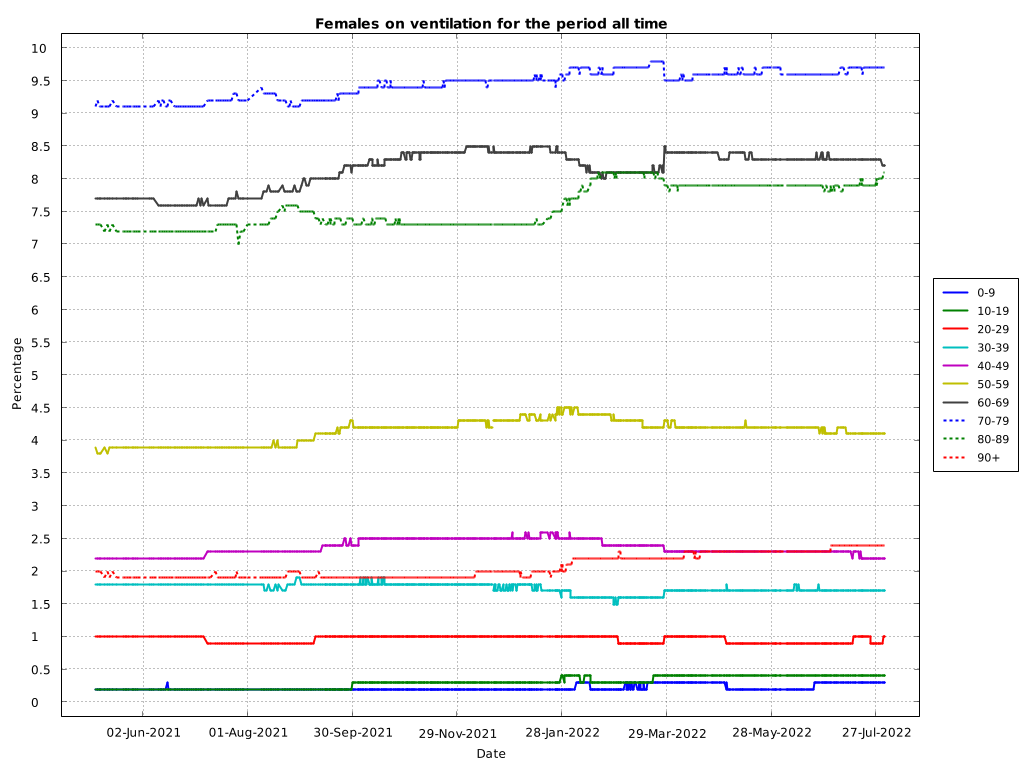 Females on ventilation for the period all time
10
9.5
9
8.5
8
7.5
7
6.5
6
5.5
5
4.5
4
3.5
3
2.5
2
1.5
1
0.5
0
Percentage
02-Jun-2021
01-Aug-2021
30-Sep-2021
29-Nov-2021
28-Jan-2022
29-Mar-2022
28-May-2022
27-Jul-2022
Date
0-9
10-19
20-29
30-39
40-49
50-59
60-69
70-79
80-89
90+